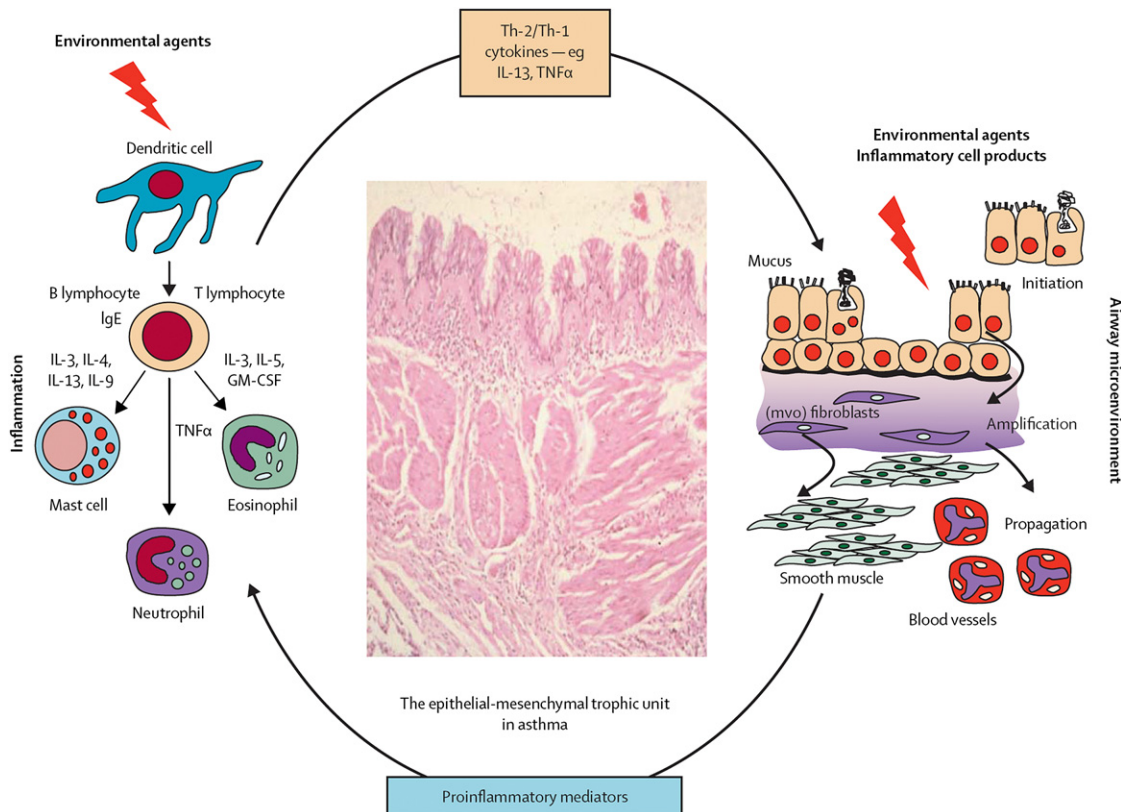 Th-2/Th-1
cytokines — eg
IL-13, TNFα
Environmental agents
Dendritic cell
B lymphocyte
T lymphocyte
IgE
IL-3, IL-4,
IL-13, IL-9
IL-3, IL-5,
GM-CSF
TNFα
Inflammation
Mast cell
Eosinophil
Neutrophil
Environmental agents
Inflammatory cell products
Mucus
Initiation
(mvo) fibroblasts
Amplification
Airway microenvironment
Propagation
Smooth muscle
Blood vessels
The epithelial-mesenchymal trophic unit
in asthma
Proinflammatory mediators